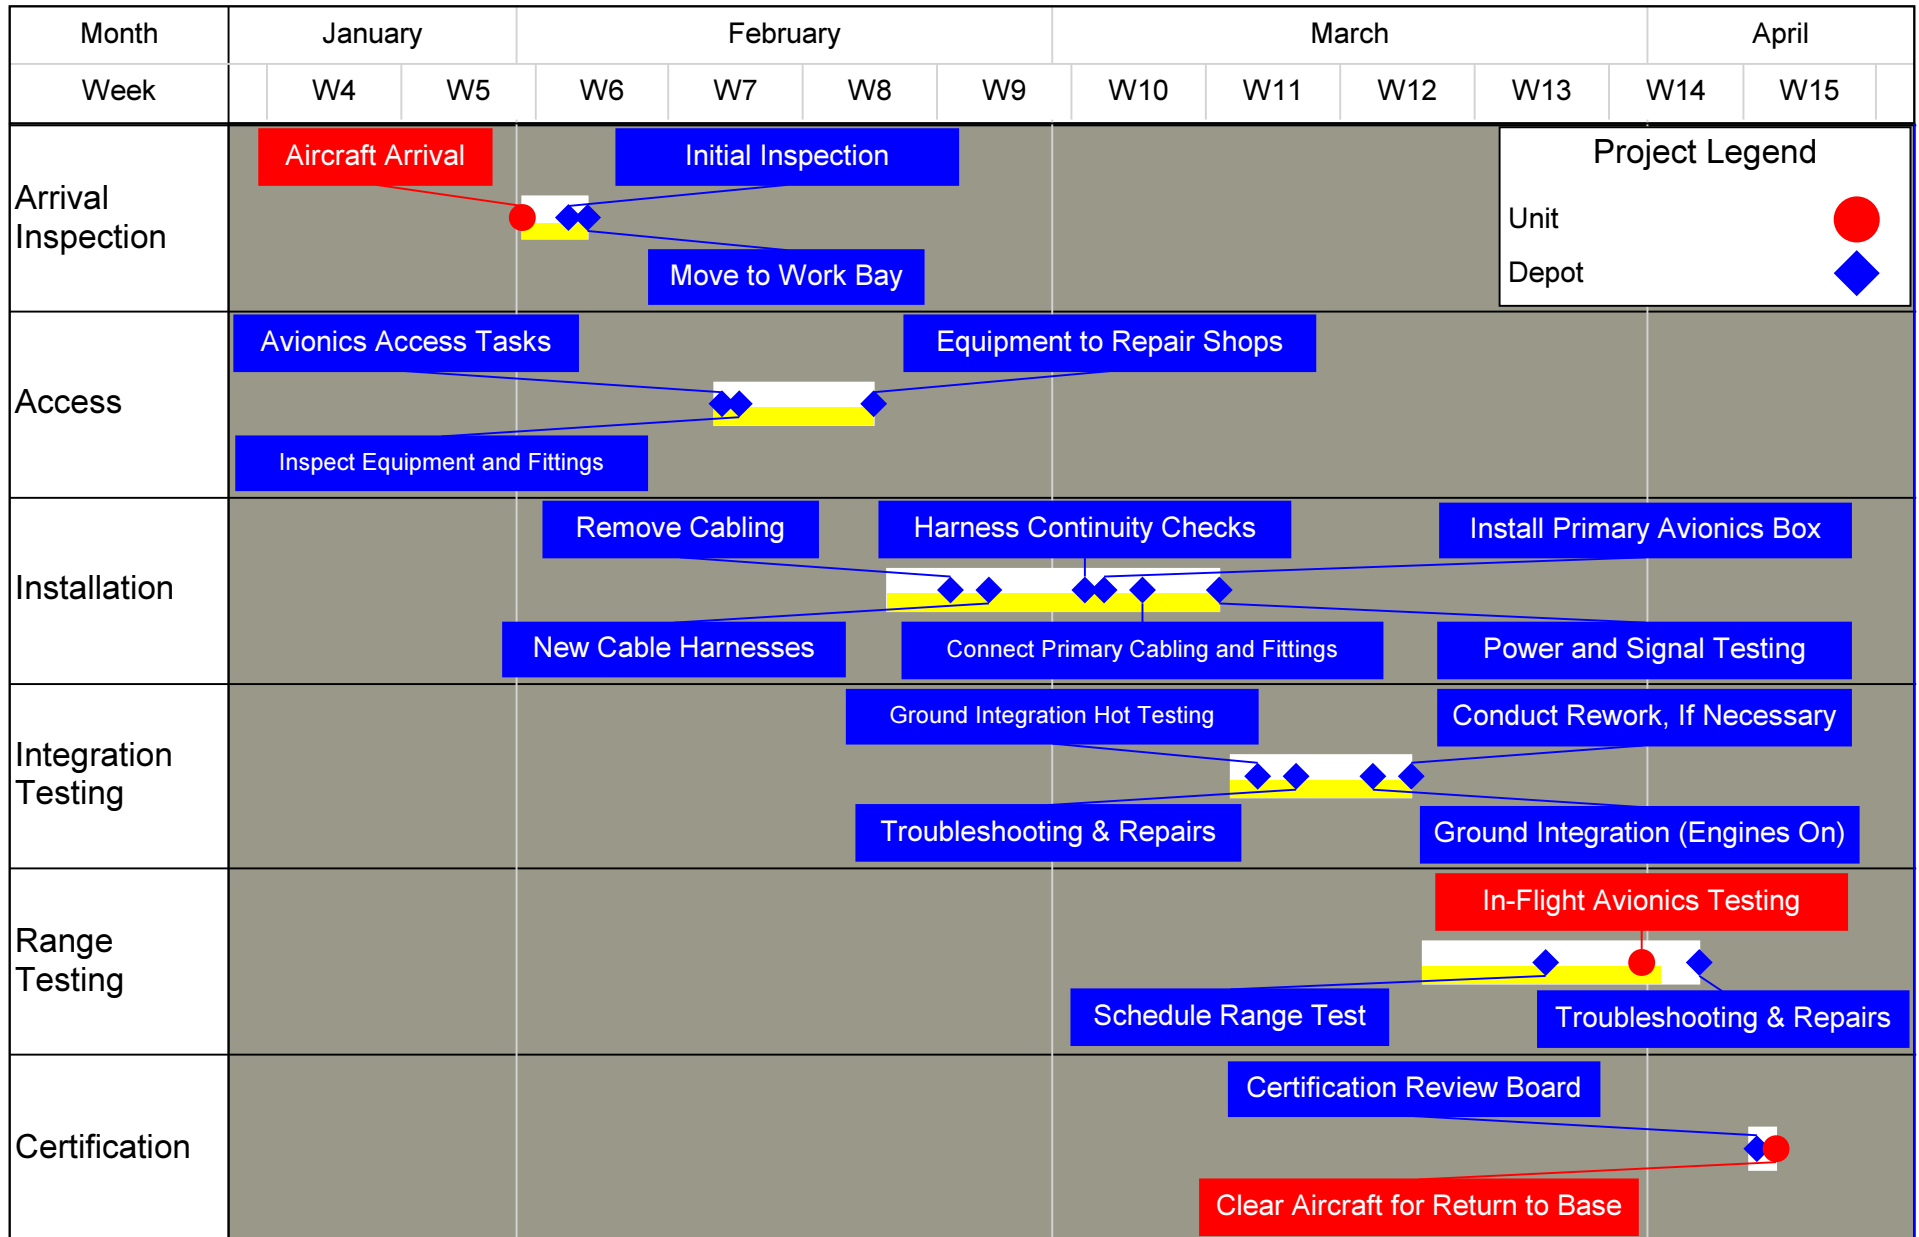 Month January February March April
Week W4 W5 W6 W7 W8 W9 W10 W11 W12 W13 W14 W15
Project Legend
Unit
Depot
Arrival
Inspection
Aircraft Arrival
Initial Inspection
Move to Work Bay
Access
Avionics Access Tasks
Equipment to Repair Shops
Inspect Equipment and Fittings
Installation
Remove Cabling
Harness Continuity Checks
Install Primary Avionics Box
New Cable Harnesses
Connect Primary Cabling and Fittings
Power and Signal Testing
Integration
Testing
Ground Integration Hot Testing
Conduct Rework, If Necessary
Troubleshooting & Repairs
Ground Integration (Engines On)
Range
Testing
In-Flight Avionics Testing
Schedule Range Test
Troubleshooting & Repairs
Certification
Certification Review Board
Clear Aircraft for Return to Base